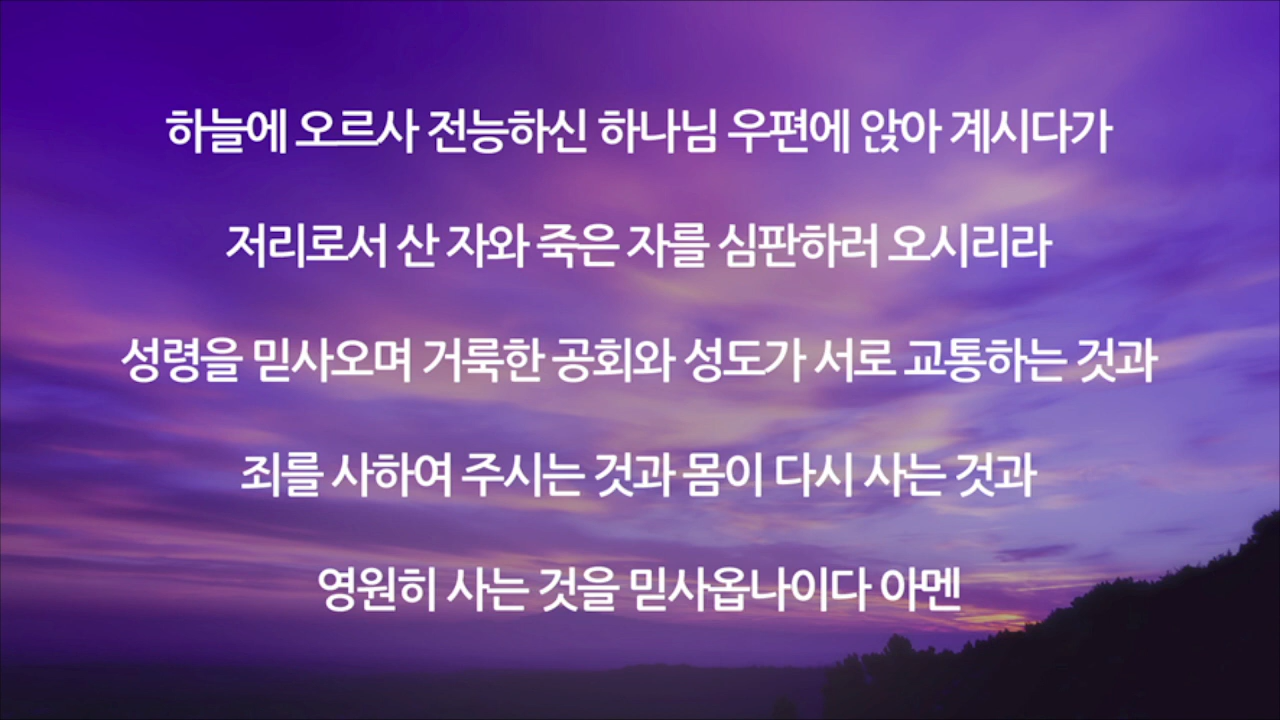 하늘에 오르사 전능하신 하나님 우편에 앉아 계시다가
저리로서 산 자와 죽은 자를 심판하러 오시리라
성령을 믿사오며 거룩한 공회와 성도가 서로 교통하는 것과
죄를 사하여 주시는 것과 몸이 다시 사는 것과
영원히 사는 것을 믿사옵나이다 아멘